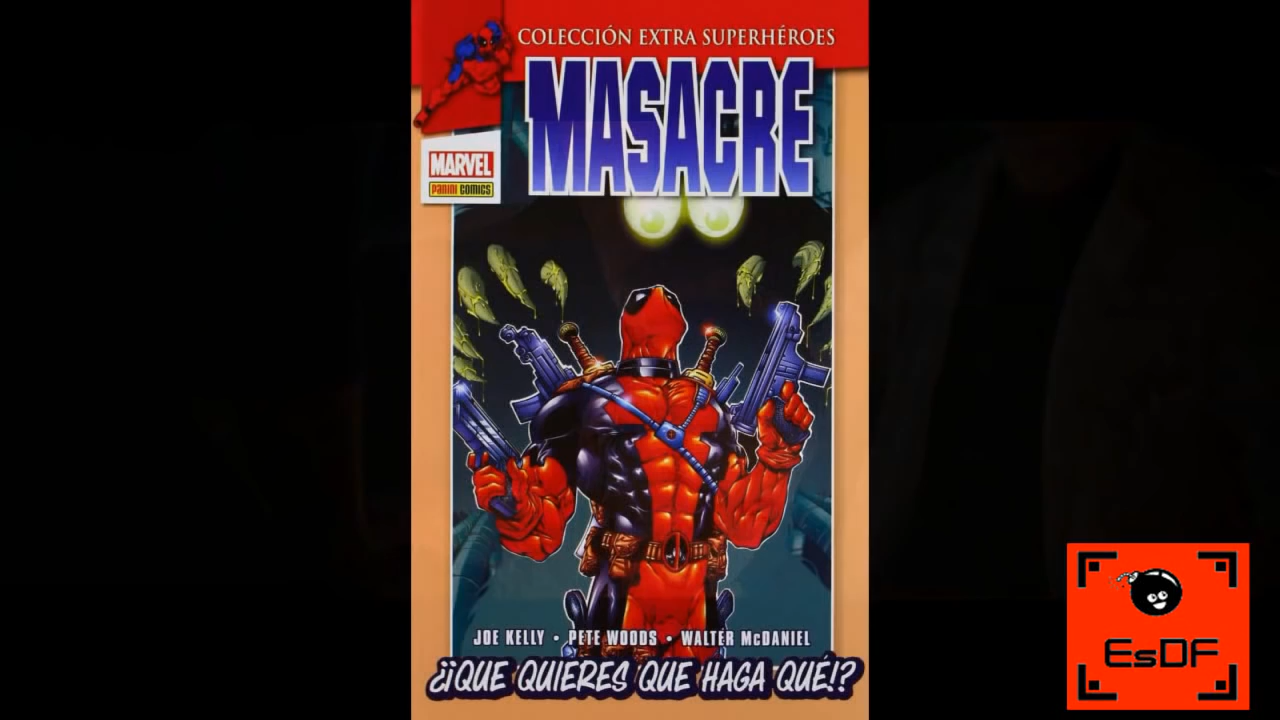 COLECCIÓN EXTRA SUPERHÉROES
MASACRE
MARVEL
PANINI COMICS
JOE KELLY • PETE WOODS • WALTER McDANIEL
¿¡QUE QUIERES QUE HAGA QUÉ!?
EsDF